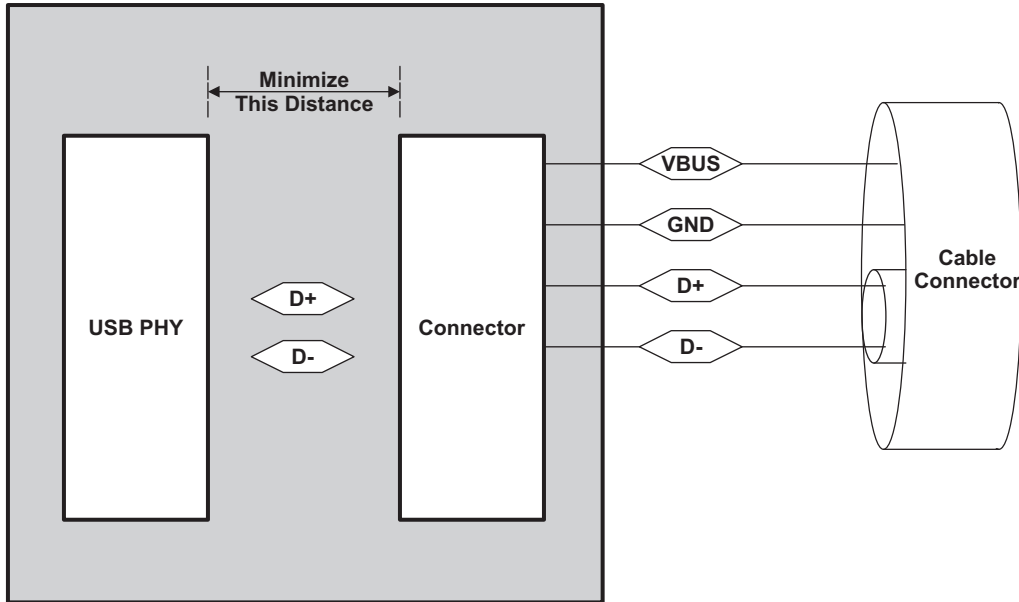 Minimize
This Distance
USB PHY
D+
D-
Connector
VBUS
GND
D+
D-
Cable
Connector